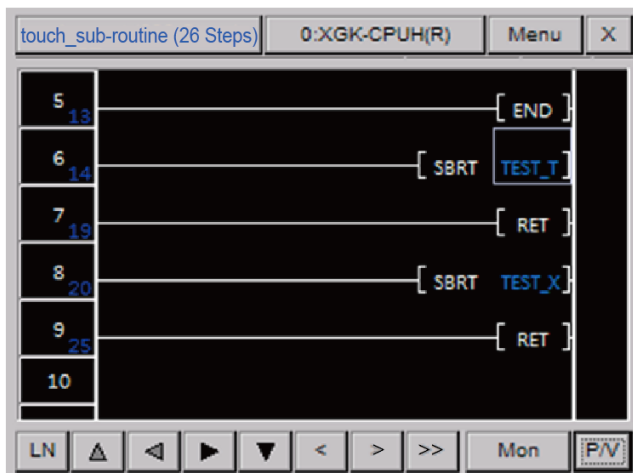 touch_sub-routine (26 Steps) 0:XGK-CPUH(R) Menu X
5 13 [ END ]
6 14 [ SBRT TEST_T ]
7 19 [ RET ]
8 20 [ SBRT TEST_X ]
9 25 [ RET ]
10
LN < > >> Mon P/V